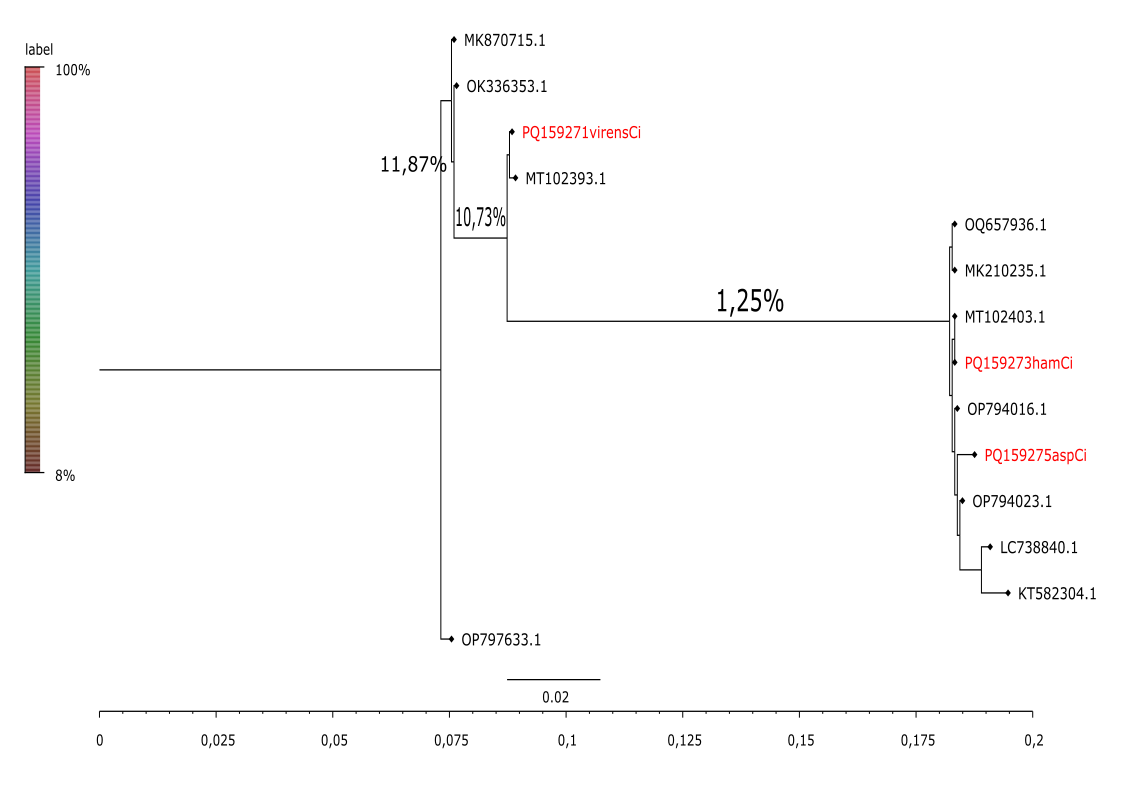 label
100%
8%
MK870715.1
OK336353.1
PQ159271virensCi
11,87%
MT102393.1
10,73%
OQ657936.1
MK210235.1
1,25%
MT102403.1
PQ159273hamCi
OP794016.1
PQ159275aspCi
OP794023.1
LC738840.1
KT582304.1
OP797633.1
0.02
0 0,025 0,05 0,075 0,1 0,125 0,15 0,175 0,2